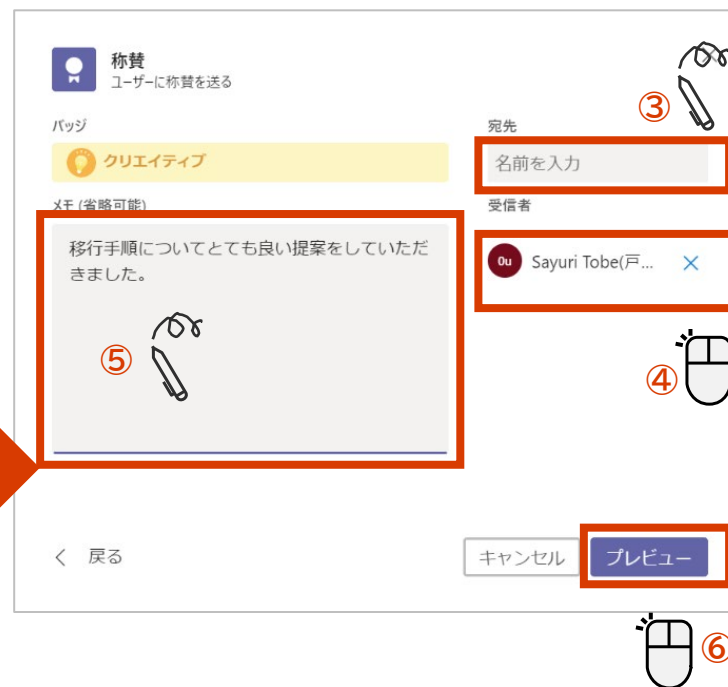 称賛
ユーザーに称賛を送る
バッジ
クリエイティブ
メモ (省略可能)
移行手順についてとても良い提案をしていただ
きました。
⑤
③
宛先
名前を入力
受信者
Ou Sayuri Tobe(戸...
④
戻る
キャンセル
プレビュー
⑥